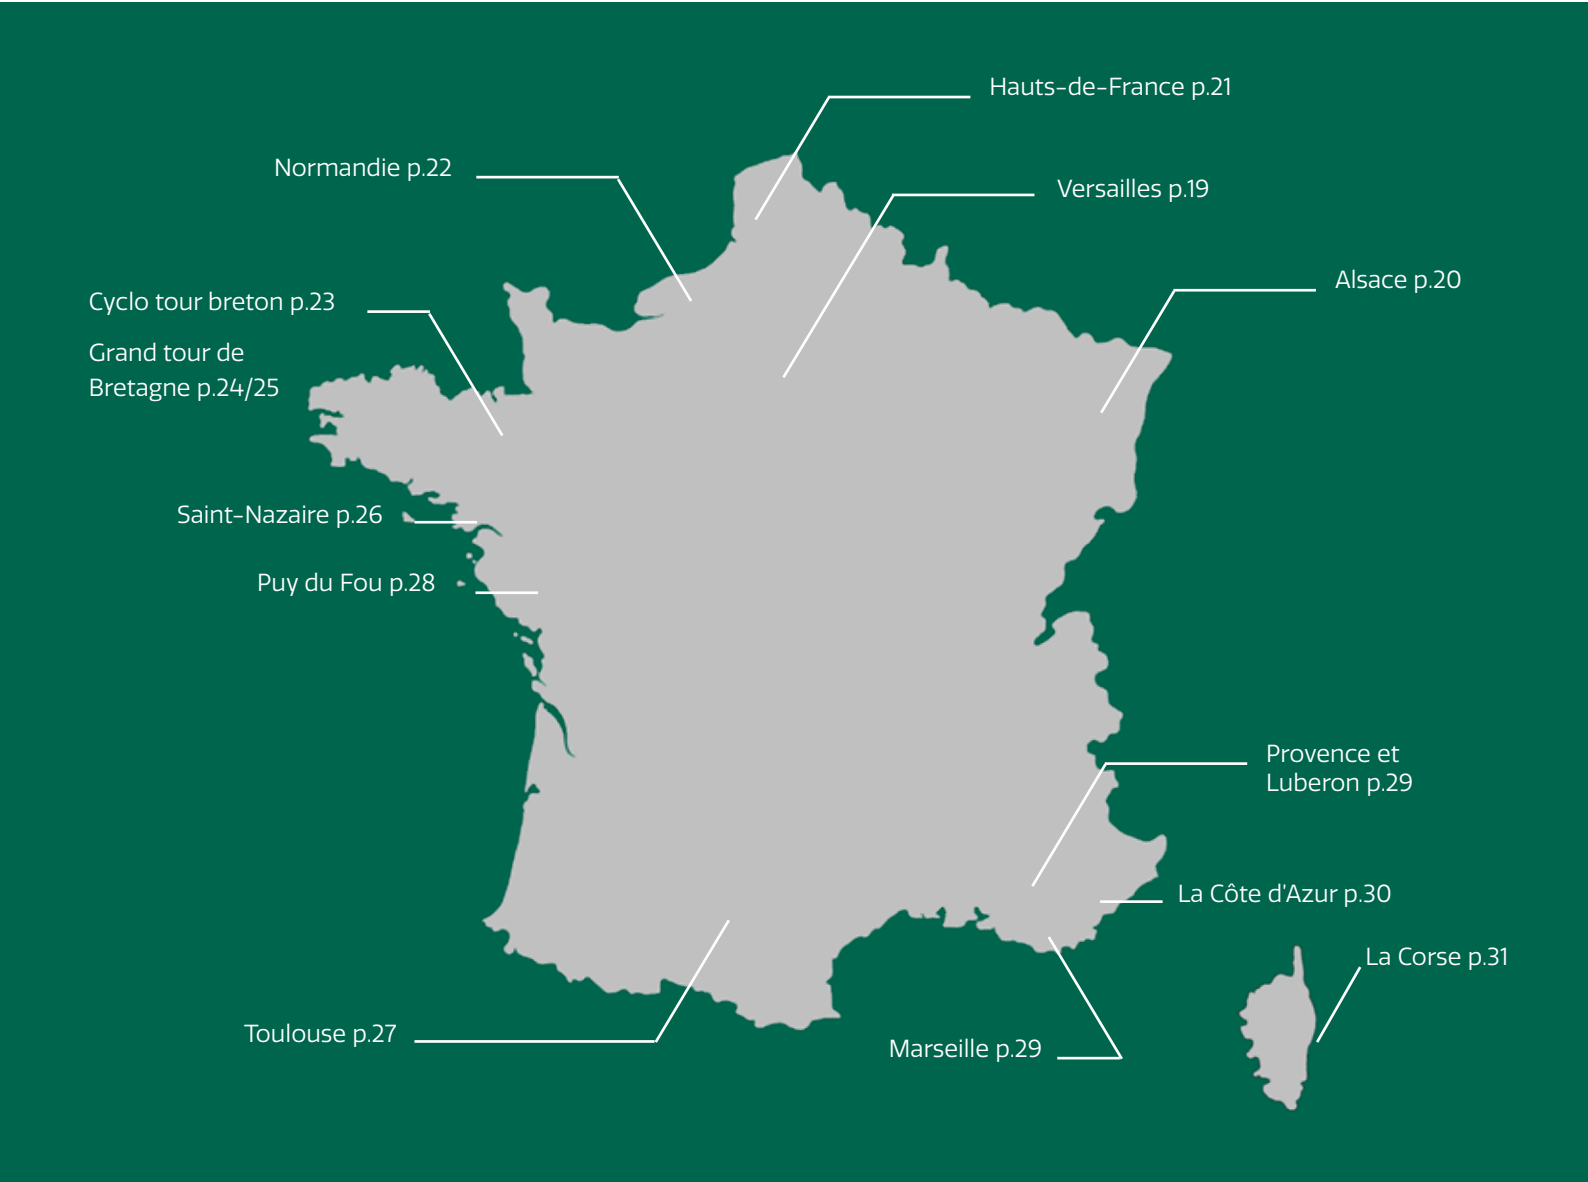 Hauts-de-France p.21
Normandie p.22
Versailles p.19
Alsace p.20
Cyclo tour breton p.23
Grand tour de
Bretagne p.24/25
Saint-Nazaire p.26
Puy du Fou p.28
Provence et
Luberon p.29
La Côte d'Azur p.30
La Corse p.31
Toulouse p.27
Marseille p.29